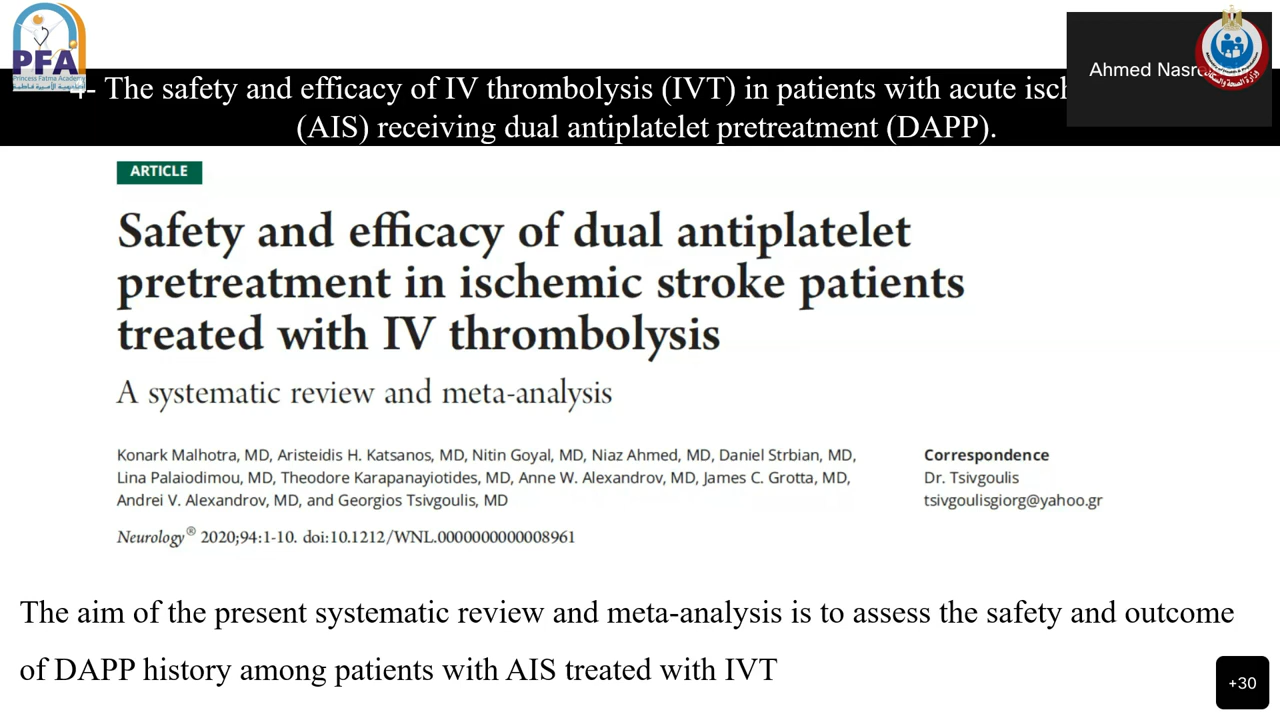 PFA
Princess Fatma Academy
Ahmed Nasre
4- The safety and efficacy of IV thrombolysis (IVT) in patients with acute isch
(AIS) receiving dual antiplatelet pretreatment (DAPP).
ARTICLE
Safety and efficacy of dual antiplatelet
pretreatment in ischemic stroke patients
treated with IV thrombolysis
A systematic review and meta-analysis
Konark Malhotra, MD, Aristeidis H. Katsanos, MD, Nitin Goyal, MD, Niaz Ahmed, MD, Daniel Strbian, MD,
Lina Palaiodimou, MD, Theodore Karapanayiotides, MD, Anne W. Alexandrov, MD, James C. Grotta, MD,
Andrei V. Alexandrov, MD, and Georgios Tsivgoulis, MD
Correspondence
Dr. Tsivgoulis
tsivgoulisgiorg@yahoo.gr
Neurology® 2020;94:1-10. doi:10.1212/WNL.0000000000008961
The aim of the present systematic review and meta-analysis is to assess the safety and outcome
of DAPP history among patients with AIS treated with IVT
+30